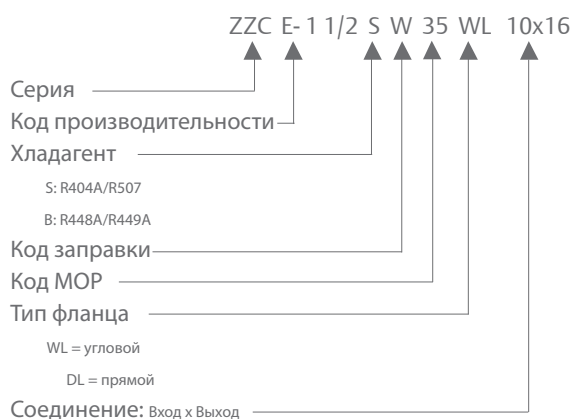 ZZC E- 1 1/2 S W 35 WL 10x16
Серия
Код производительности
Хладагент
S: R404A/R507
B: R448A/R449A
Код заправки
Код МОР
Тип фланца
WL = угловой
DL = прямой
Соединение: Вход x Выход